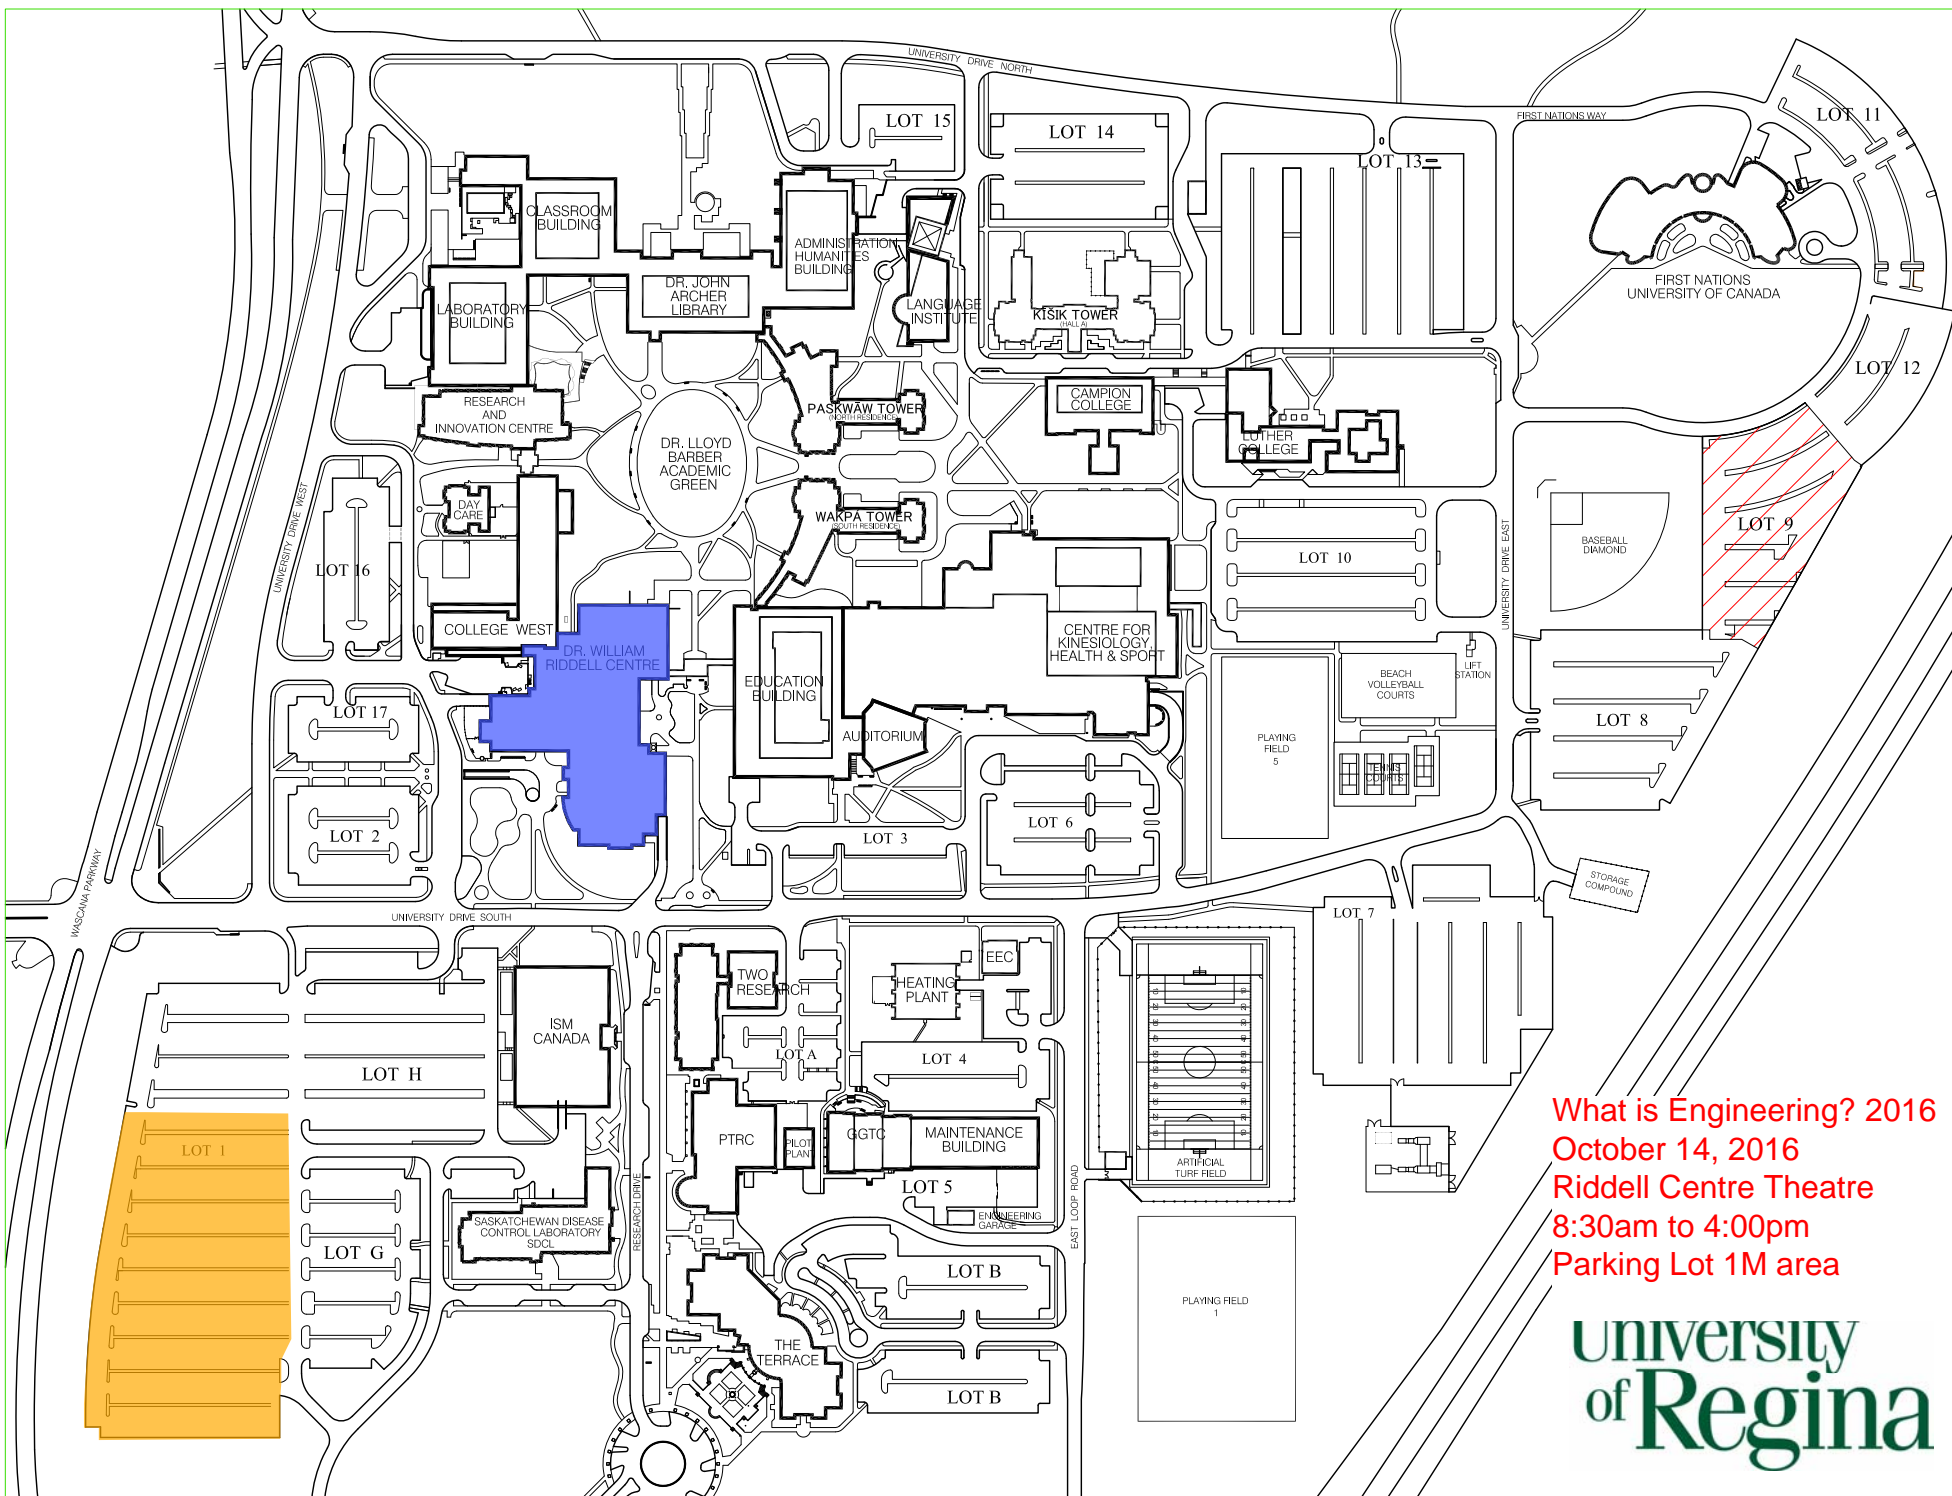 UNIVERSITY DRIVE NORTH
FIRST NATIONS WAY
LOT 11
LOT 15
LOT 14
LOT 13
CLASSROOM
BUILDING
ADMINISTRATION
HUMANITIES
BUILDING
DR. JOHN
ARCHER
LIBRARY
LABORATORY
BUILDING
LANGUAGE
INSTITUTE
KĪŠIK TOWER
(HALL A)
FIRST NATIONS
UNIVERSITY OF CANADA
LOT 12
RESEARCH
AND
INNOVATION CENTRE
PASKWĀW TOWER
(NORTH RESIDENCE)
CAMPION
COLLEGE
LUTHER
COLLEGE
DR. LLOYD
BARBER
ACADEMIC
GREEN
DAY
CARE
WAKPÁ TOWER
(SOUTH RESIDENCE)
UNIVERSITY DRIVE WEST
LOT 16
LOT 10
UNIVERSITY DRIVE EAST
BASEBALL
DIAMOND
LOT 9
COLLEGE WEST
DR. WILLIAM
RIDDELL CENTRE
CENTRE FOR
KINESIOLOGY,
HEALTH & SPORT
EDUCATION
BUILDING
AUDITORIUM
BEACH
VOLLEYBALL
COURTS
LIFT
STATION
LOT 17
LOT 8
PLAYING
FIELD
5
TENNIS
COURTS
LOT 2
LOT 3
LOT 6
WASCANA PARKWAY
UNIVERSITY DRIVE SOUTH
STORAGE
COMPOUND
LOT 7
TWO
RESEARCH
HEATING
PLANT
EEC
ISM
CANADA
LOT A
LOT 4
LOT H
LOT 1
PTRC
PILOT
PLANT
GGTC
MAINTENANCE
BUILDING
ARTIFICIAL
TURF FIELD
LOT 5
ENGINEERING
GARAGE
EAST LOOP ROAD
RESEARCH DRIVE
SASKATCHEWAN DISEASE
CONTROL LABORATORY
SDCL
LOT G
LOT B
PLAYING FIELD
1
THE
TERRACE
LOT B
What is Engineering? 2016
October 14, 2016
Riddell Centre Theatre
8:30am to 4:00pm
Parking Lot 1M area
University
of Regina